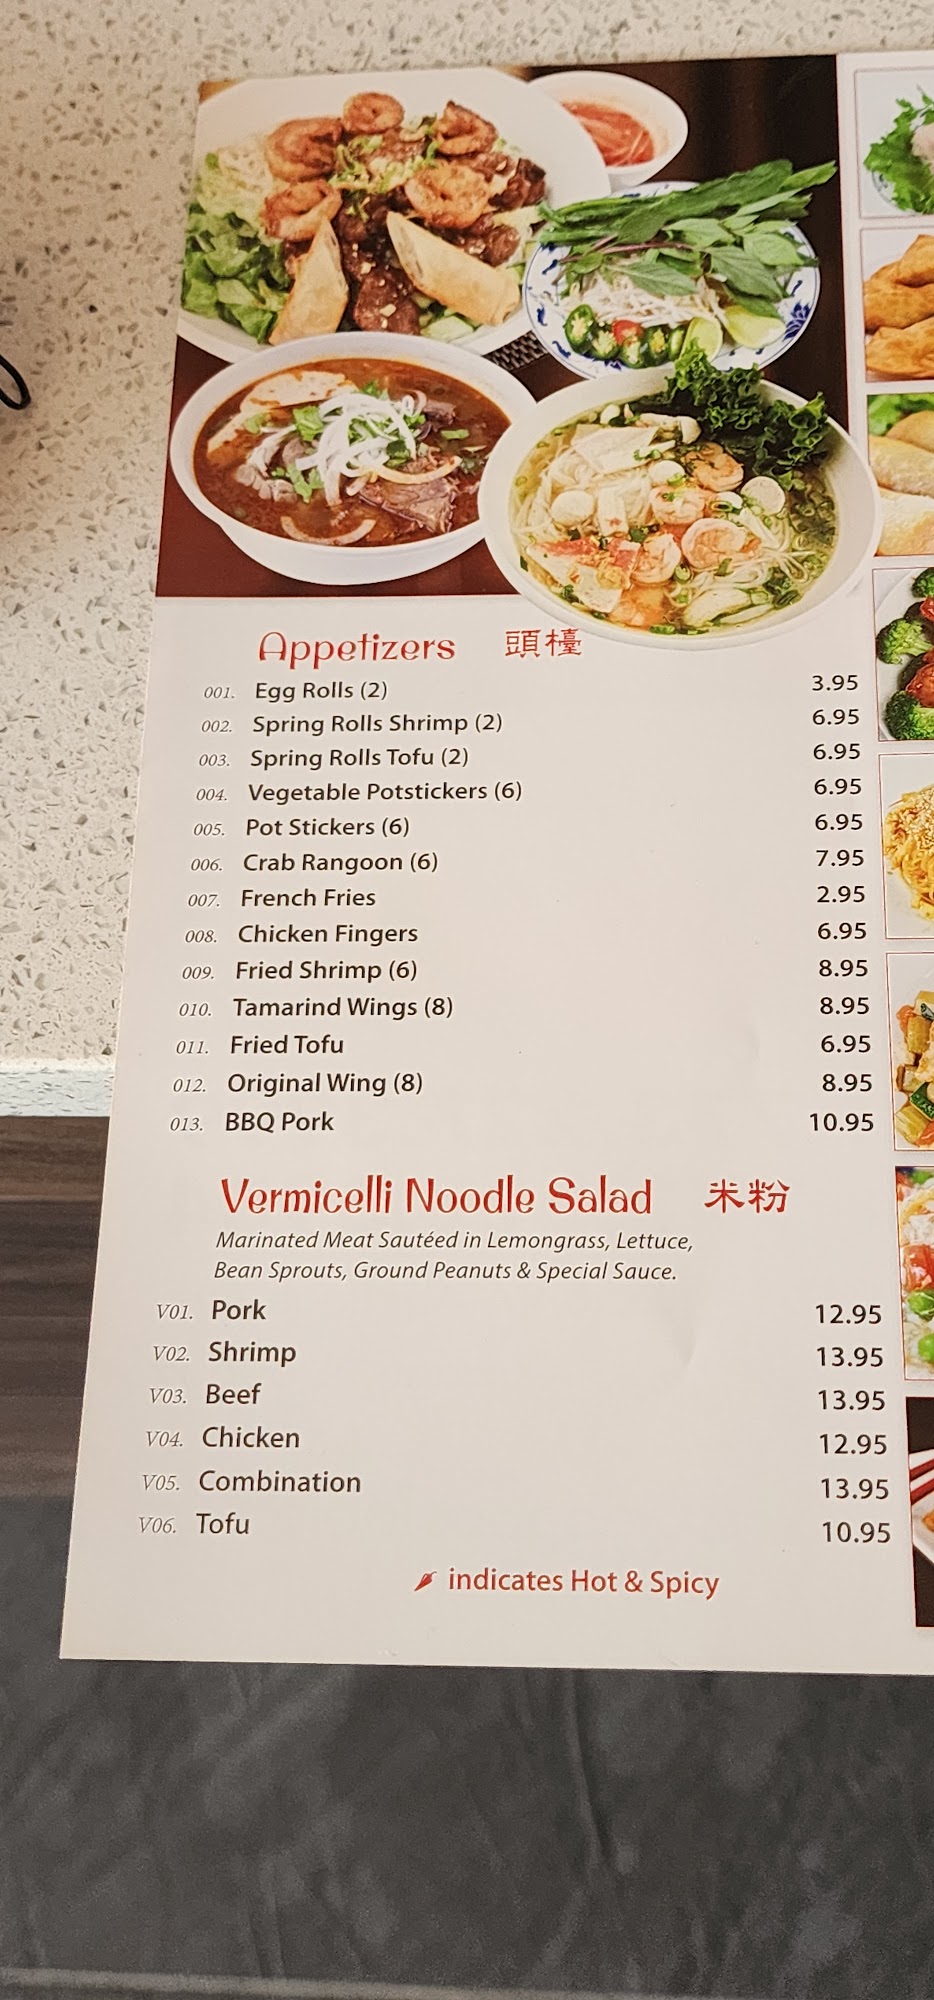 Appetizers 頭檯
001. Egg Rolls (2) 3.95
002. Spring Rolls Shrimp (2) 6.95
003. Spring Rolls Tofu (2) 6.95
004. Vegetable Potstickers (6) 6.95
005. Pot Stickers (6) 6.95
006. Crab Rangoon (6) 7.95
007. French Fries 2.95
008. Chicken Fingers 6.95
009. Fried Shrimp (6) 8.95
010. Tamarind Wings (8) 8.95
011. Fried Tofu 6.95
012. Original Wing (8) 8.95
013. BBQ Pork 10.95
Vermicelli Noodle Salad 米粉
Marinated Meat Sautéed in Lemongrass, Lettuce,
Bean Sprouts, Ground Peanuts & Special Sauce.
V01. Pork 12.95
V02. Shrimp 13.95
V03. Beef 13.95
V04. Chicken 12.95
V05. Combination 13.95
V06. Tofu 10.95
indicates Hot & Spicy